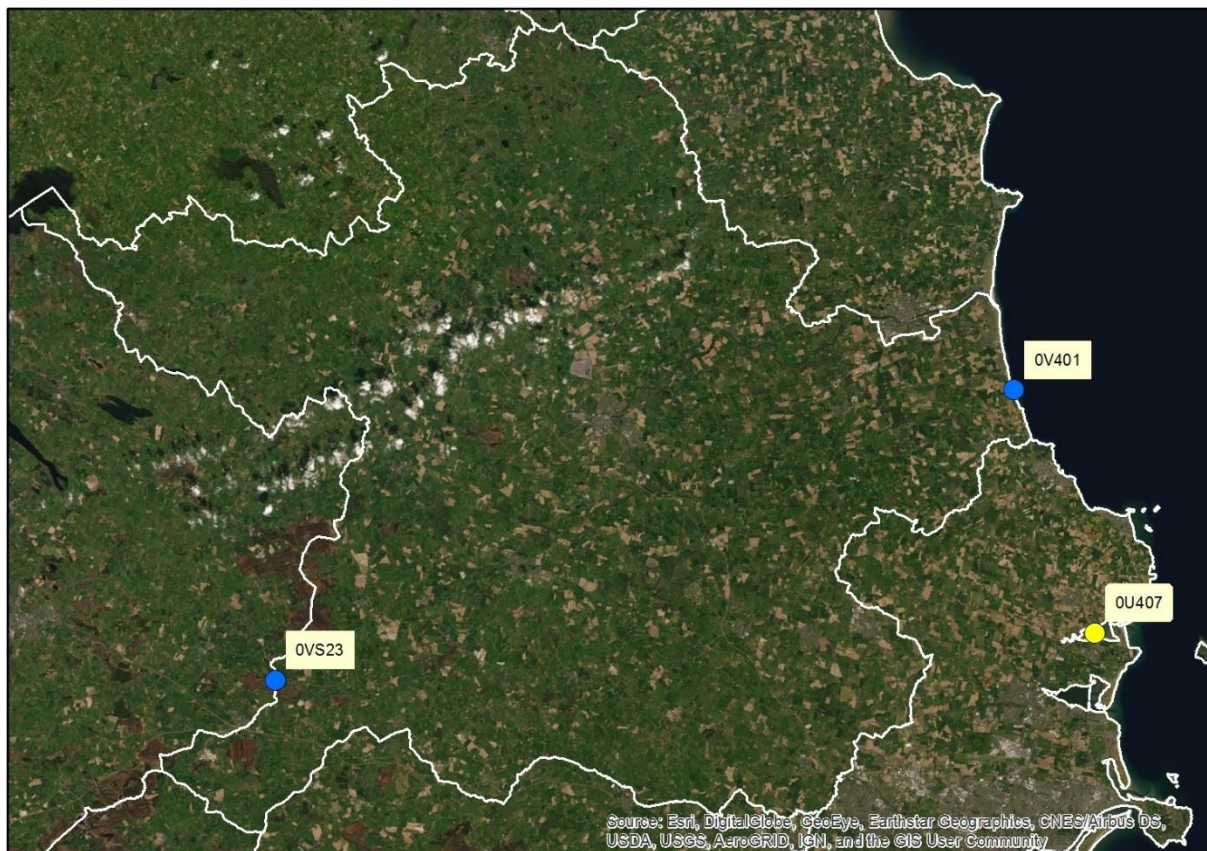 0V401
0U407
0VS23
Source: Esri, DigitalGlobe, GeoEye, Earthstar Geographics, CNES/Airbus DS,
USDA, USGS, AeroGRID, IGN, and the GIS User Community